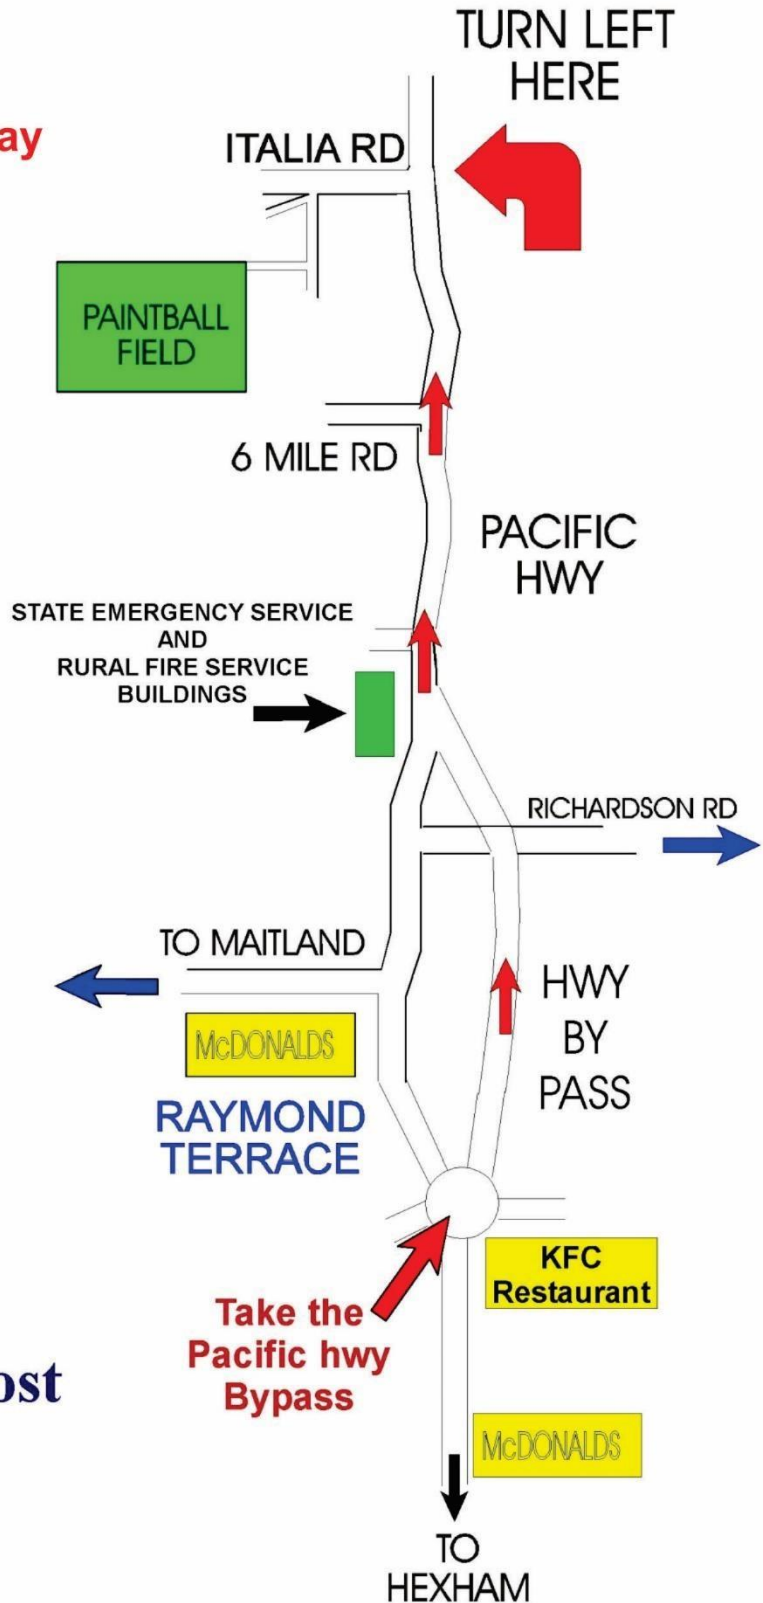 TURN LEFT
HERE
ay
ITALIA RD
PAINTBALL
FIELD
6 MILE RD
PACIFIC
HWY
STATE EMERGENCY SERVICE
AND
RURAL FIRE SERVICE
BUILDINGS
RICHARDSON RD
TO MAITLAND
HWY
BY
PASS
McDONALDS
RAYMOND
TERRACE
KFC
Restaurant
Take the
Pacific hwy
Bypass
ost
McDONALDS
TO
HEXHAM